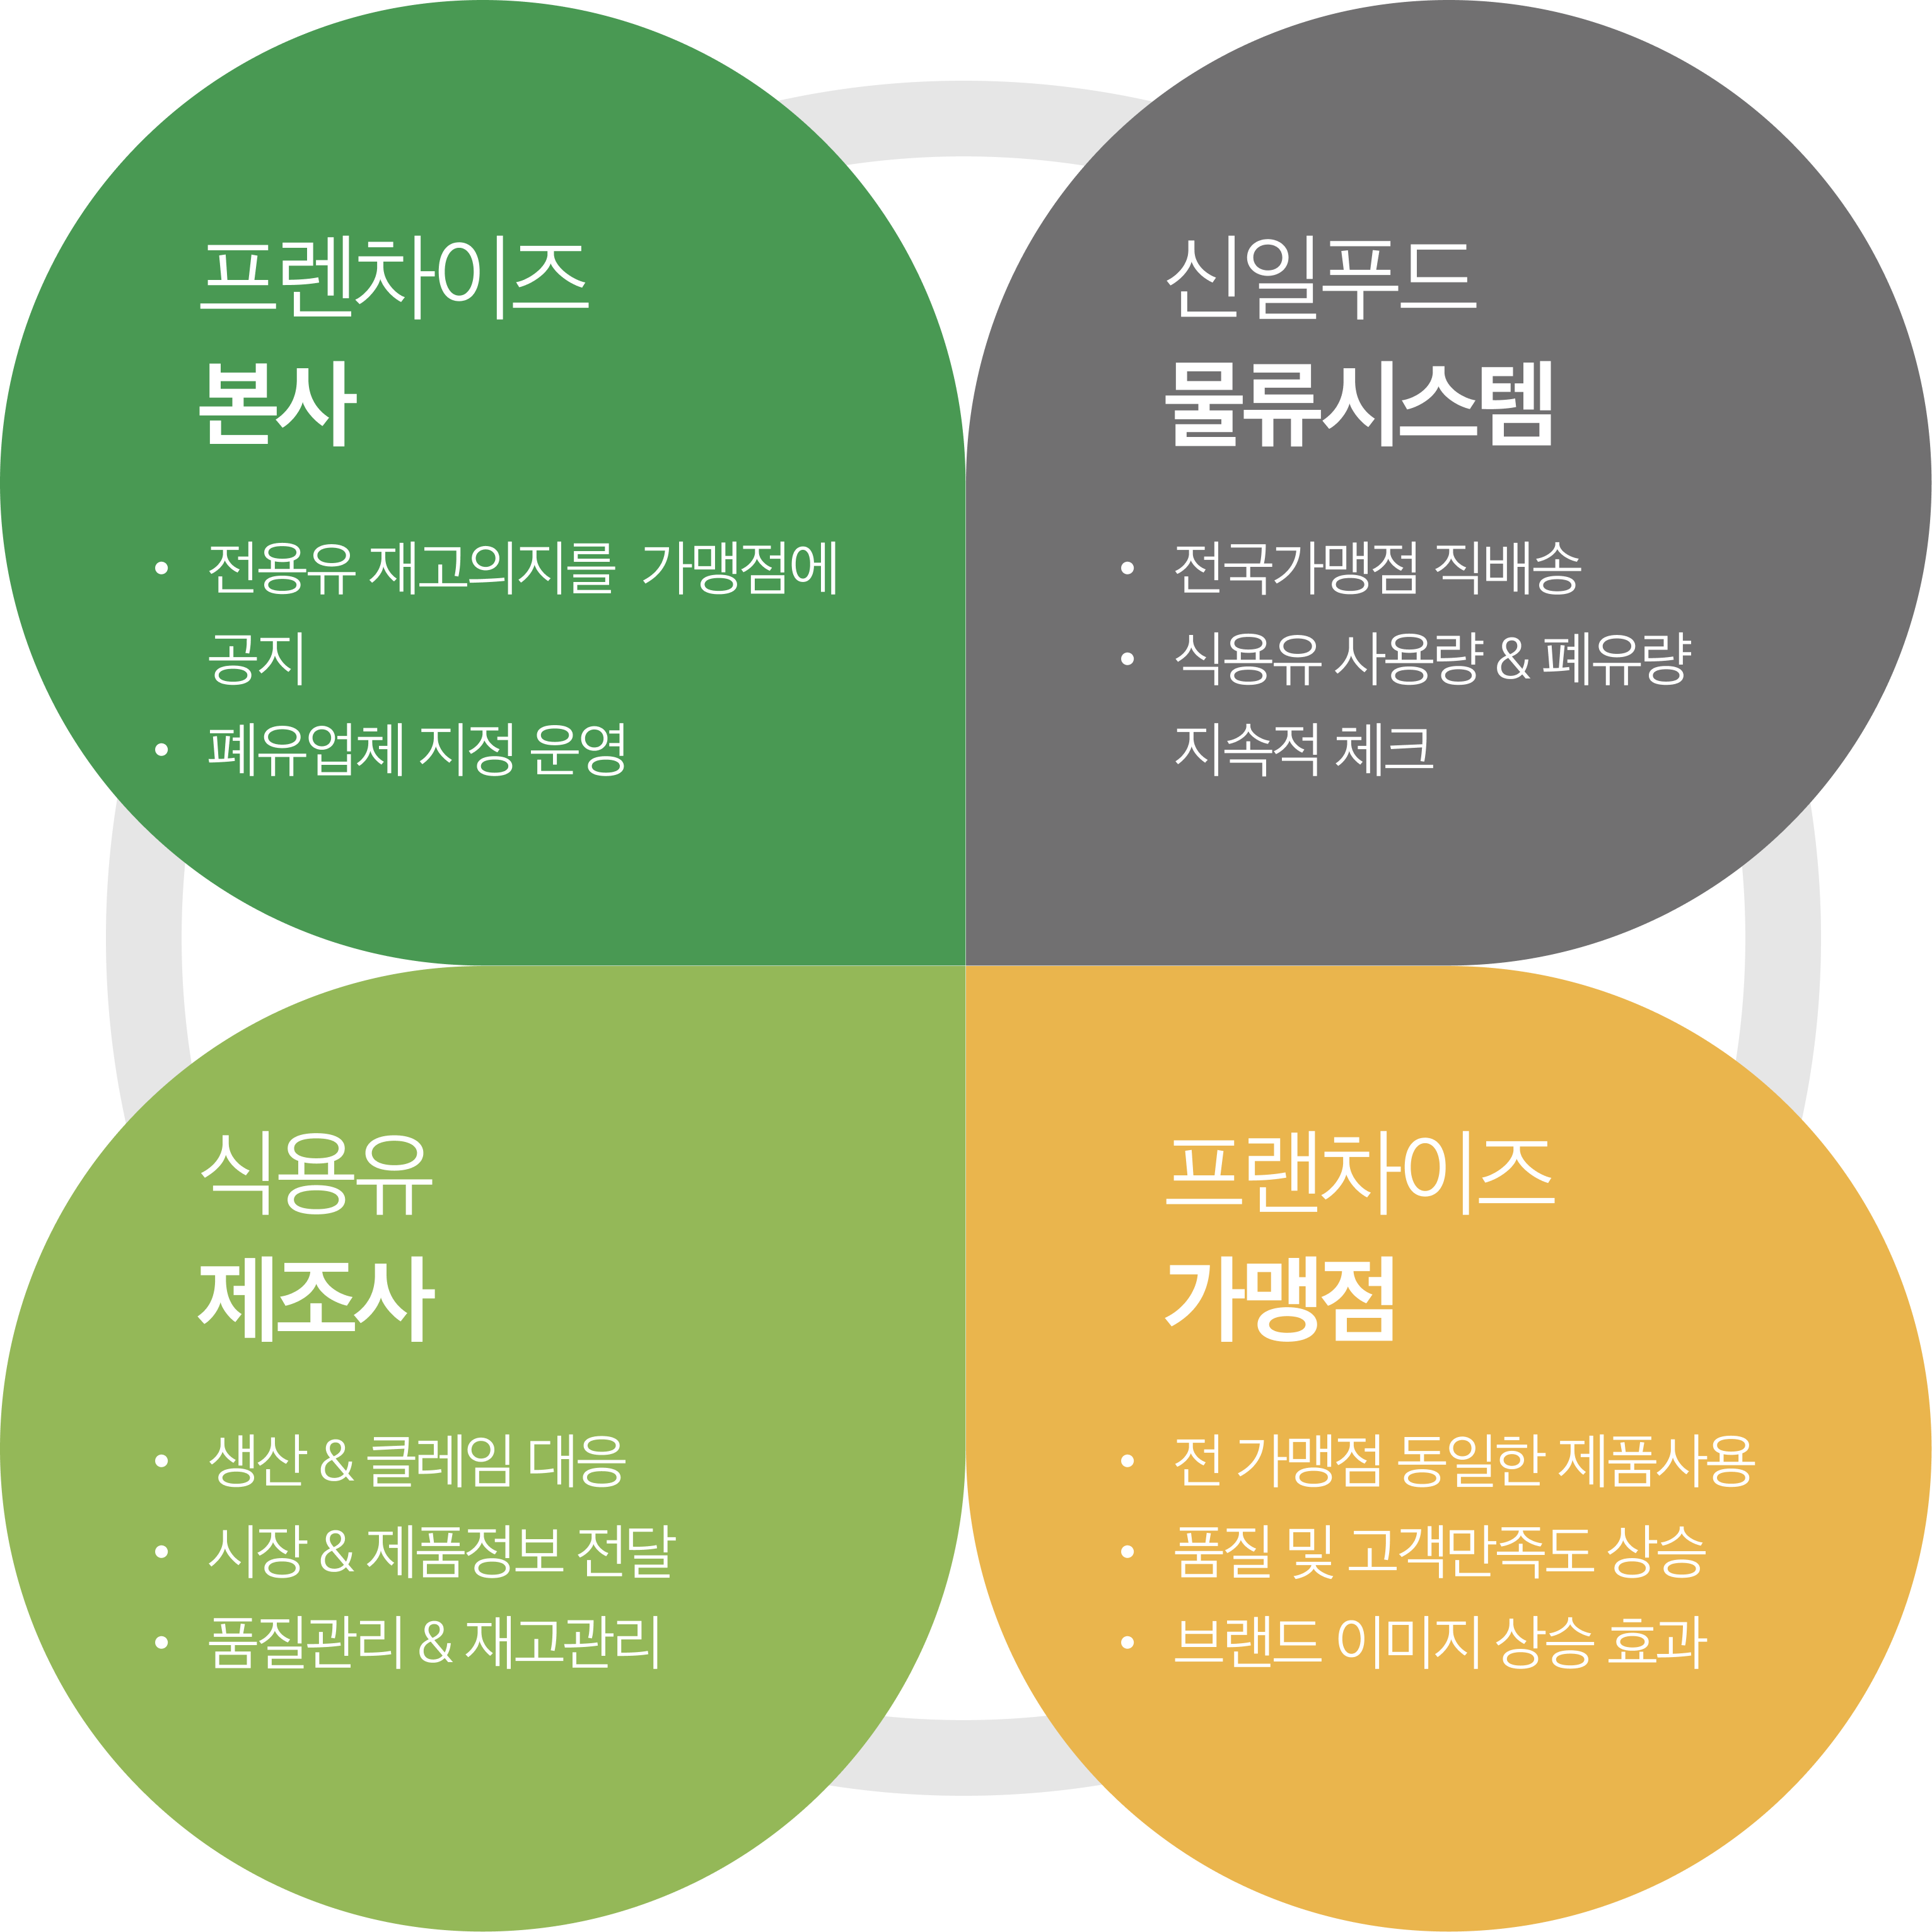 프랜차이즈
본사
• 전용유 재고의지를 가맹점에
공지
• 폐유업체 지정 운영
신일푸드
물류시스템
• 전국가맹점 직배송
• 식용유 사용량 & 폐유량
지속적 체크
식용유
제조사
• 생산 & 클레임 대응
• 시장 & 제품정보 전달
• 품질관리 & 재고관리
프랜차이즈
가맹점
• 전 가맹점 동일한 제품사용
• 품질 및 고객만족도 상승
• 브랜드 이미지 상승 효과